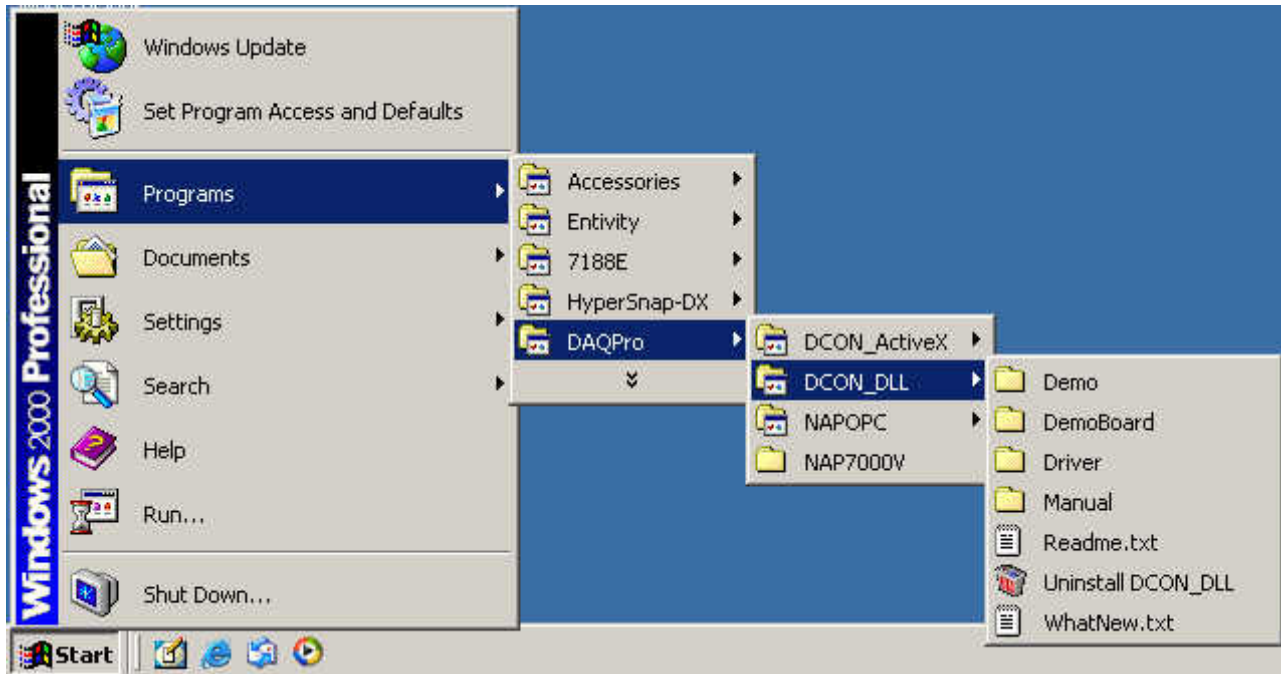 Windows Update
Set Program Access and Defaults
Programs
Documents
Settings
Search
Help
Run...
Shut Down...
Windows 2000 Professional
Accessories
Entivity
7188E
HyperSnap-DX
DAQPro
DCON_ActiveX
DCON_DLL
NAPOPC
NAP7000V
Demo
DemoBoard
Driver
Manual
Readme.txt
Uninstall DCON_DLL
WhatNew.txt
Start